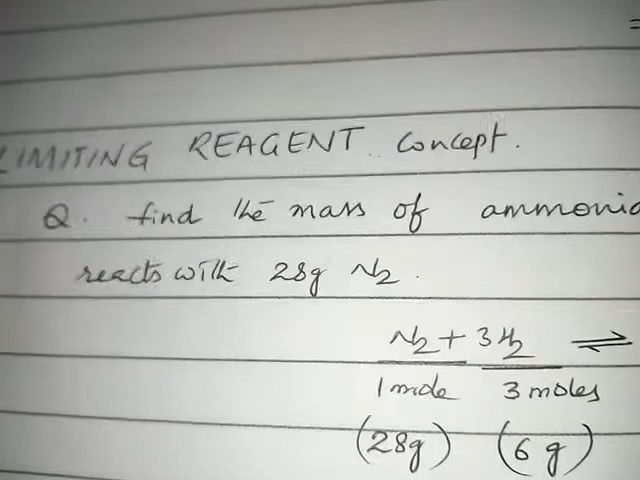 LIMITING REAGENT Concept.
Q. find the mass of ammonia
reacts with 28g N2.
N2 + 3H2 ⇌
1 mole 3 moles
(28g) (6 g)